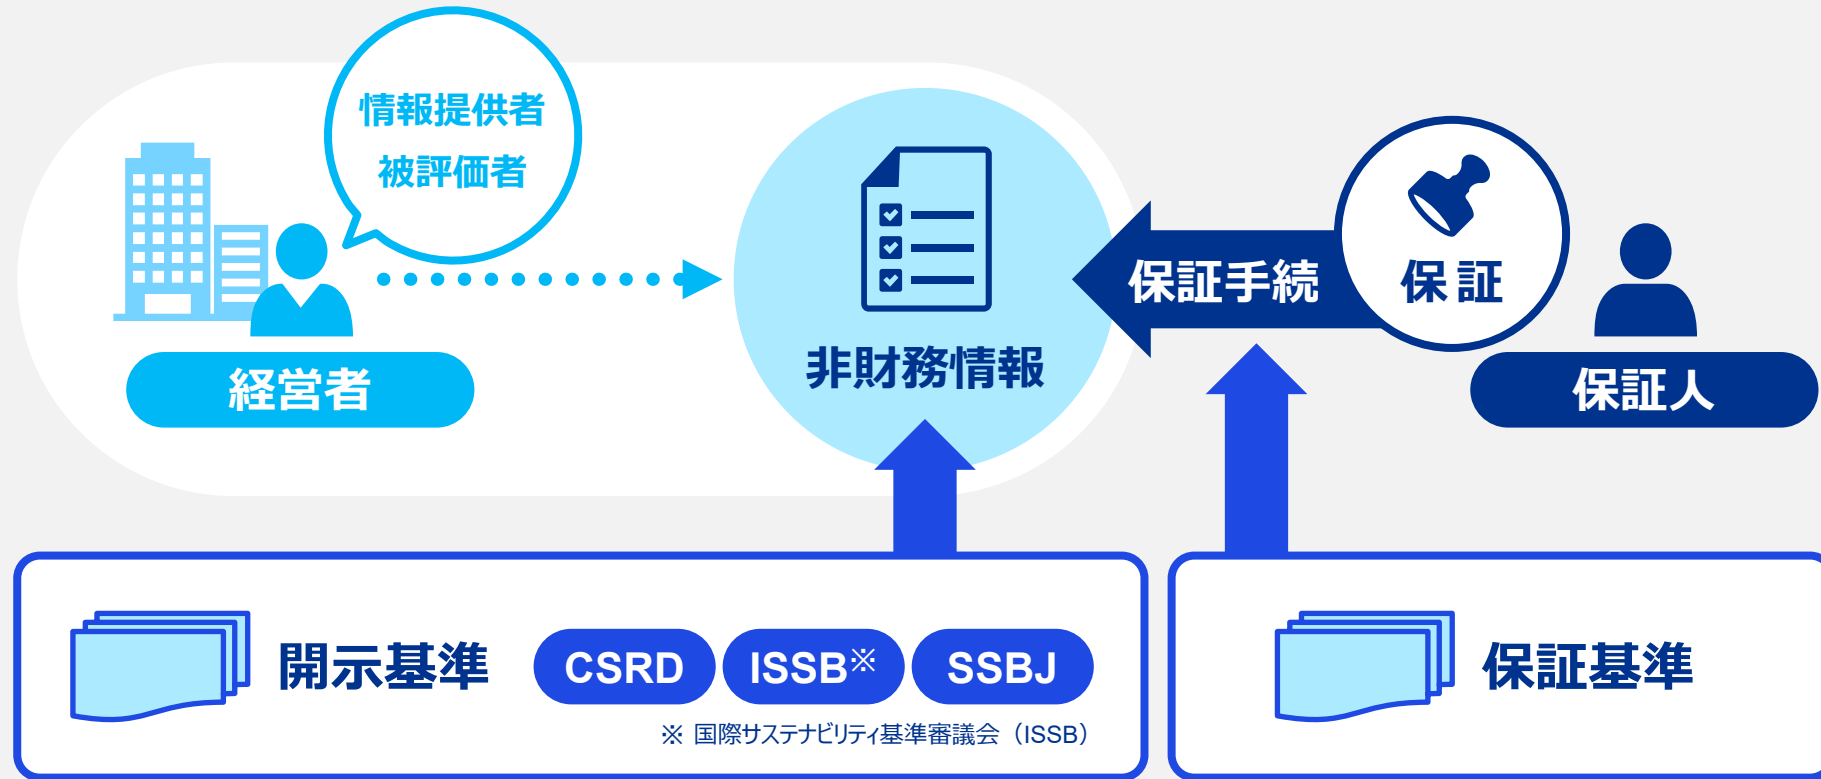 情報提供者
被評価者
経営者
非財務情報
保証手続
保証
保証人
開示基準
CSRD
ISSB※
SSBJ
※ 国際サステナビリティ基準審議会（ISSB）
保証基準